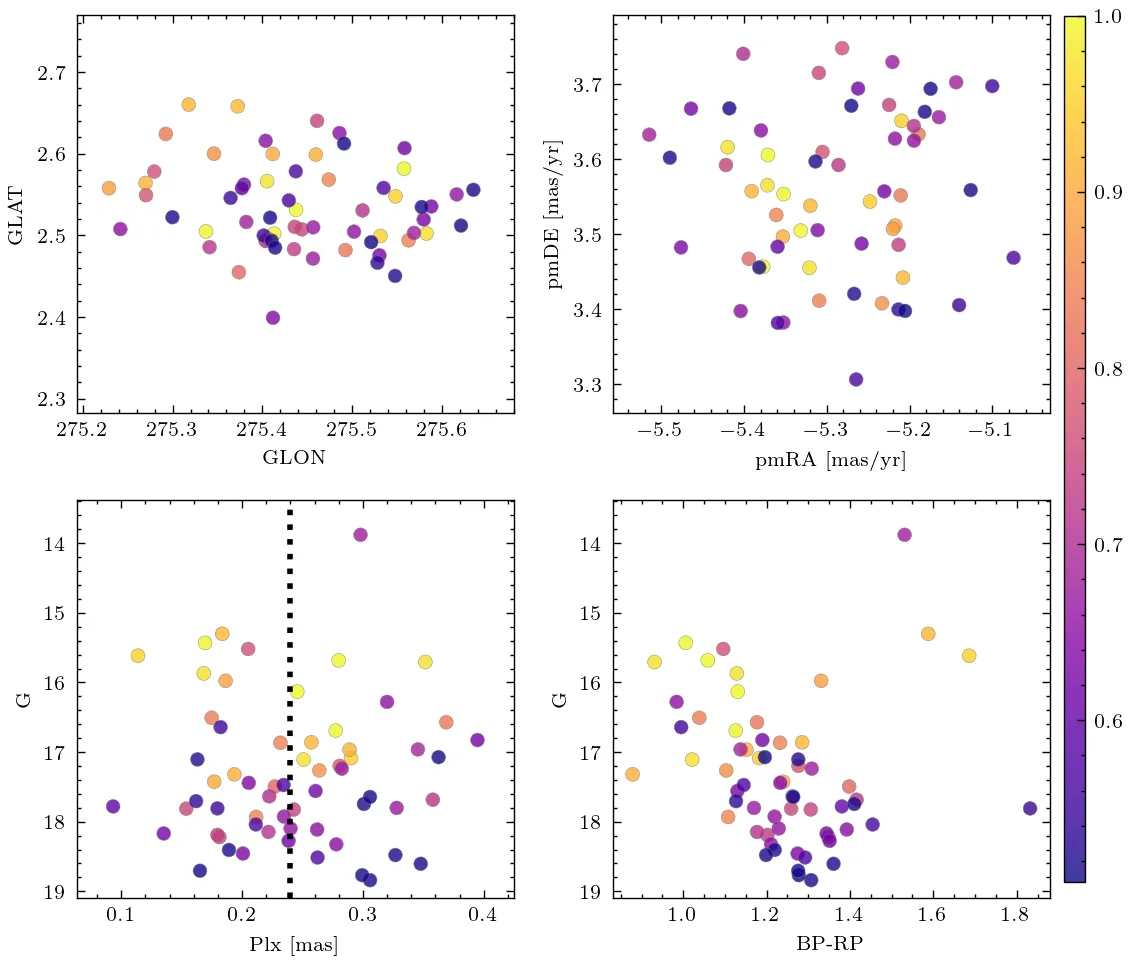 2.7
2.6
2.5
2.4
2.3
GLAT
275.2 275.3 275.4 275.5 275.6
GLON
3.7
3.6
3.5
3.4
3.3
pmDE [mas/yr]
−5.5 −5.4 −5.3 −5.2 −5.1
pmRA [mas/yr]
1.0
0.9
0.8
0.7
0.6
14
15
16
17
18
19
G
0.1 0.2 0.3 0.4
Plx [mas]
14
15
16
17
18
19
G
1.0 1.2 1.4 1.6 1.8
BP-RP